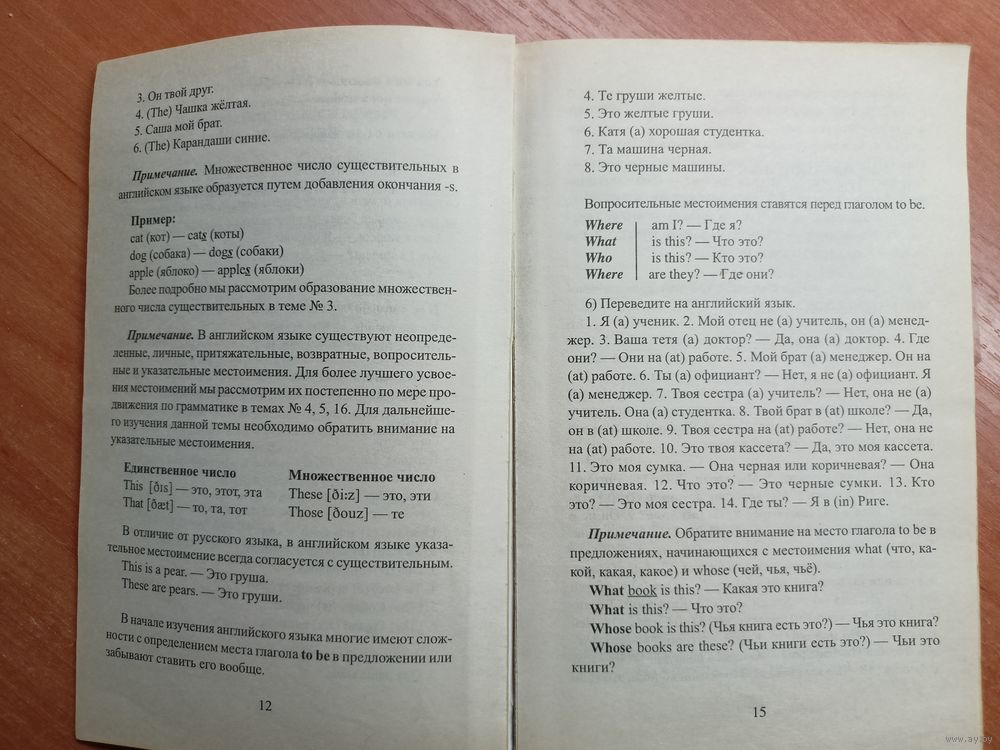 3. Он твой друг.
4. (The) Чашка жёлтая.
5. Саша мой брат.
6. (The) Карандаши синие.
Примечание. Множественное число существительных в
английском языке образуется путем добавления окончания -s.
Пример:
cat (кот) — cats (коты)
dog (собака) — dogs (собаки)
apple (яблоко) — apples (яблоки)
Более подробно мы рассмотрим образование множествен-
ного числа существительных в теме № 3.
Примечание. В английском языке существуют неопреде-
ленные, личные, притяжательные, возвратные, вопроситель-
ные и указательные местоимения. Для более лучшего усвое-
ния местоимений мы рассмотрим их постепенно по мере про-
движения по грамматике в темах № 4, 5, 16. Для дальнейше-
го изучения данной темы необходимо обратить внимание на
указательные местоимения.
Единственное число Множественное число
This [ðɪs] — это, этот, эта These [ði:z] — это, эти
That [ðæt] — то, та, тот Those [ðouz] — те
В отличие от русского языка, в английском языке указа-
тельное местоимение всегда согласуется с существительным.
This is a pear. — Это груша.
These are pears. — Это груши.
В начале изучения английского языка многие имеют слож-
ности с определением места глагола to be в предложении или
забывают ставить его вообще.
12
4. Те груши желтые.
5. Это желтые груши.
6. Катя (a) хорошая студентка.
7. Та машина черная.
8. Это черные машины.
Вопросительные местоимения ставятся перед глаголом to be.
Where am I? — Где я?
What is this? — Что это?
Who is this? — Кто это?
Where are they? — Где они?
6) Переведите на английский язык.
1. Я (a) ученик. 2. Мой отец не (a) учитель, он (a) менед-
жер. 3. Ваша тетя (a) доктор? — Да, она (a) доктор. 4. Где
они? — Они на (at) работе. 5. Мой брат (a) менеджер. Он на
(at) работе. 6. Ты (a) официант? — Нет, я не (a) официант. Я
(a) менеджер. 7. Твоя сестра (a) учитель? — Нет, она не (a)
учитель. Она (a) студентка. 8. Твой брат в (at) школе? — Да,
он в (at) школе. 9. Твоя сестра на (at) работе? — Нет, она не
на (at) работе. 10. Это твоя кассета? — Да, это моя кассета.
11. Это моя сумка. — Она черная или коричневая? — Она
коричневая. 12. Что это? — Это черные сумки. 13. Кто
это? — Это моя сестра. 14. Где ты? — Я в (in) Риге.
Примечание. Обратите внимание на место глагола to be в
предложениях, начинающихся с местоимения what (что, ка-
кой, какая, какое) и whose (чей, чья, чьё).
What book is this? — Какая это книга?
What is this? — Что это?
Whose book is this? (Чья книга есть это?) — Чья это книга?
Whose books are these? (Чьи книги есть это?) — Чьи это
книги?
15
www.ay.by